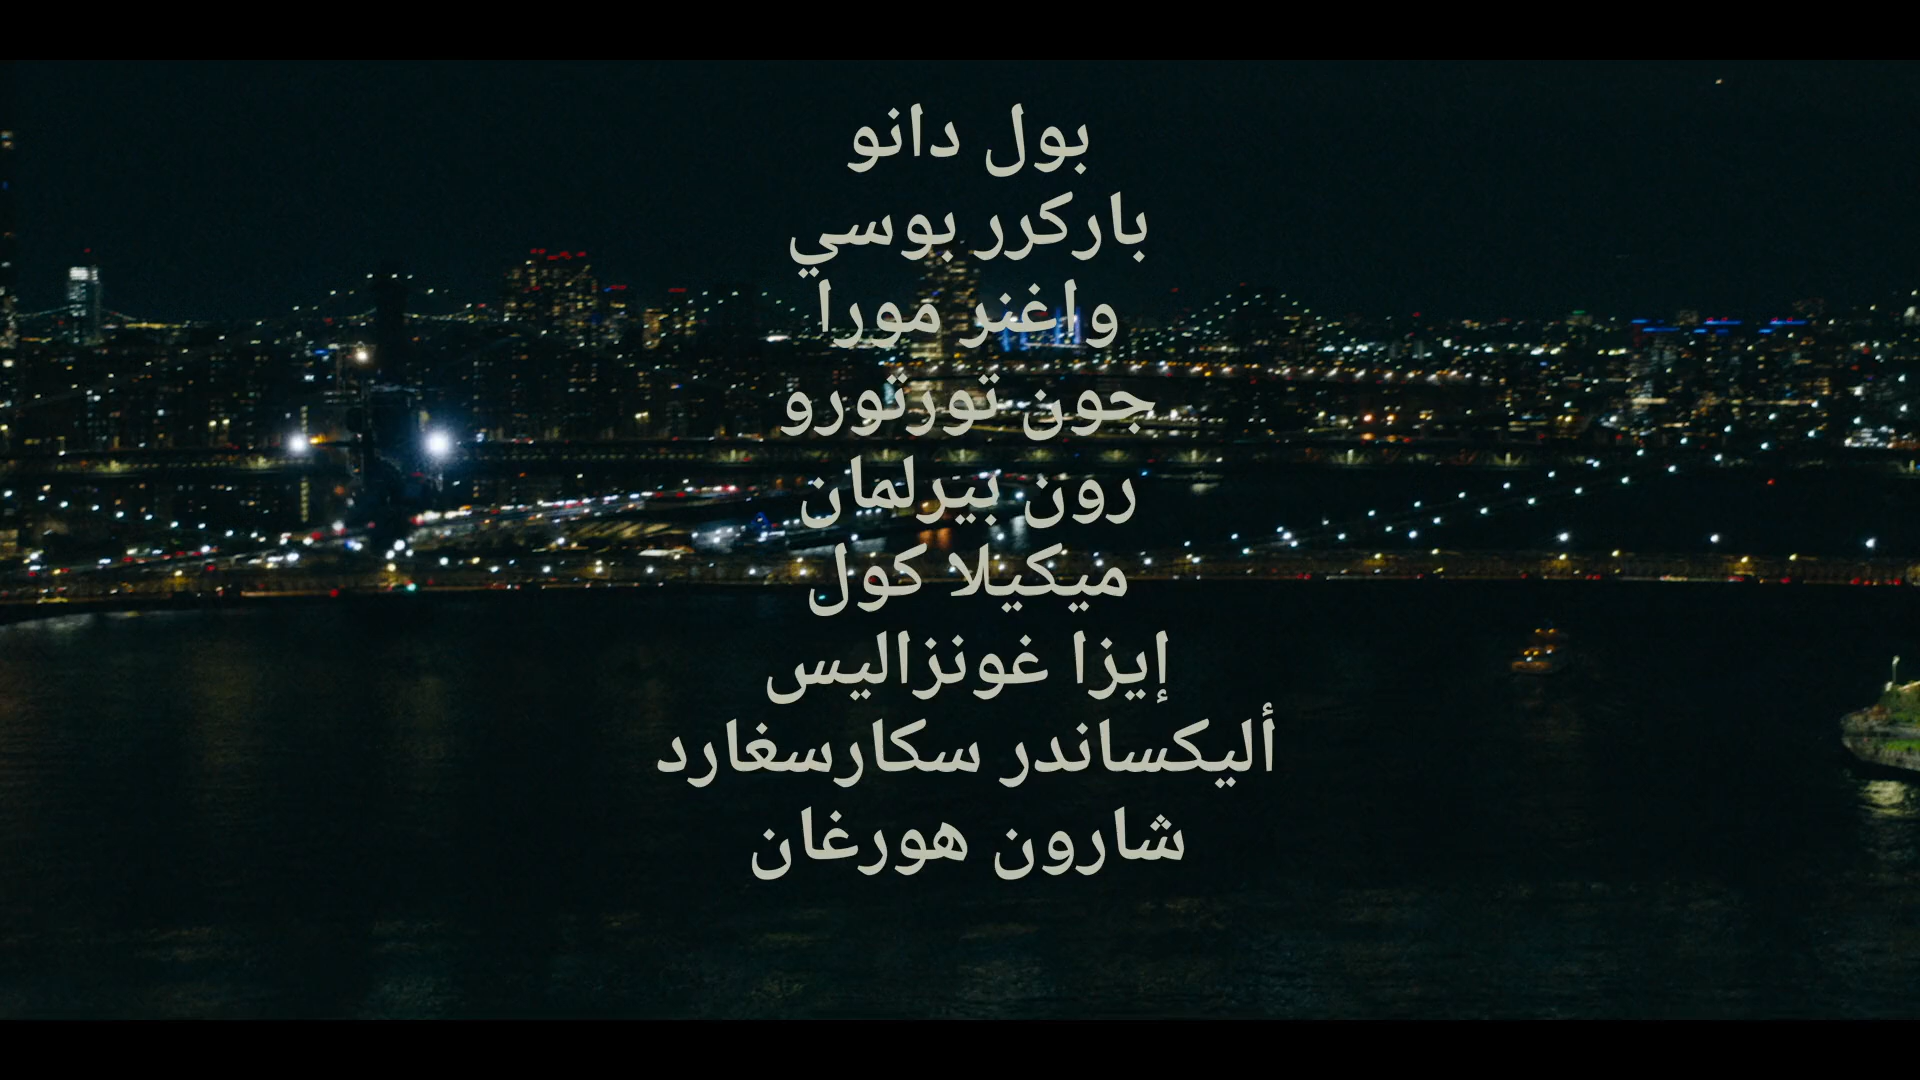 بول دانو
باركرر بوسي
واغنر مورا
جون تورتورو
رون بيرلمان
ميكيلا كول
إيزا غونزاليس
أليكساندر سكارسغارد
شارون هورغان